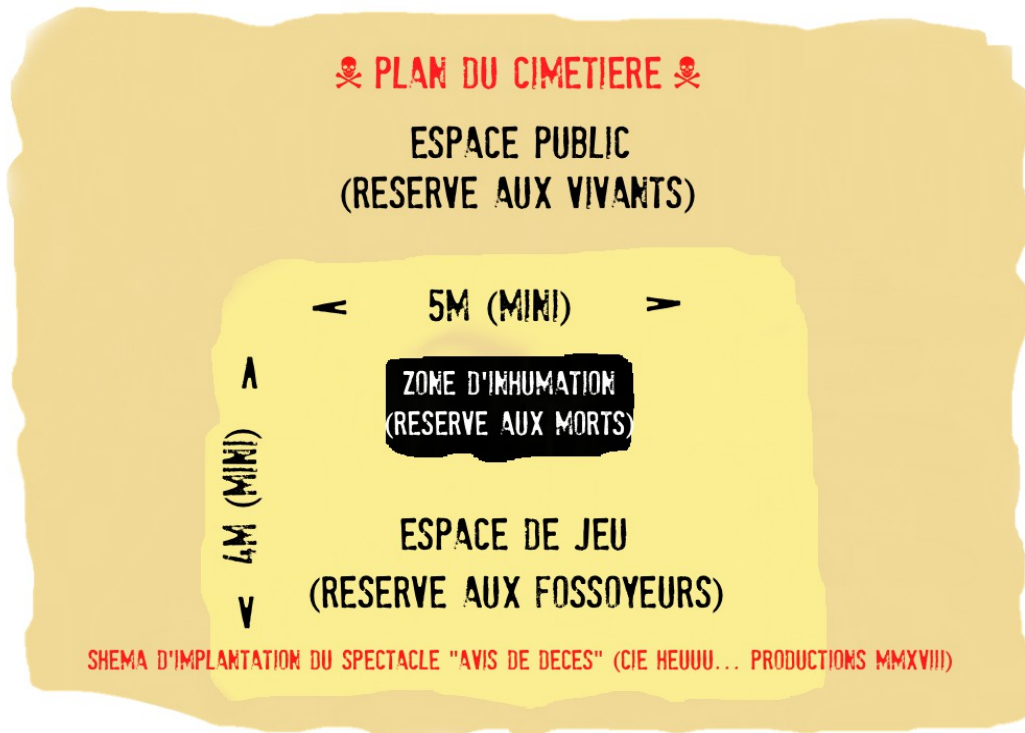 PLAN DU CIMETIERE
ESPACE PUBLIC
(RESERVE AUX VIVANTS)
< 5M (MINI) >
ZONE D'INHUMATION
(RESERVE AUX MORTS)
< 4M (MINI) >
ESPACE DE JEU
(RESERVE AUX FOSSOYEURS)
SHEMA D'IMPLANTATION DU SPECTACLE "AVIS DE DECES" (CIE HEUUU... PRODUCTIONS MMXVIII)